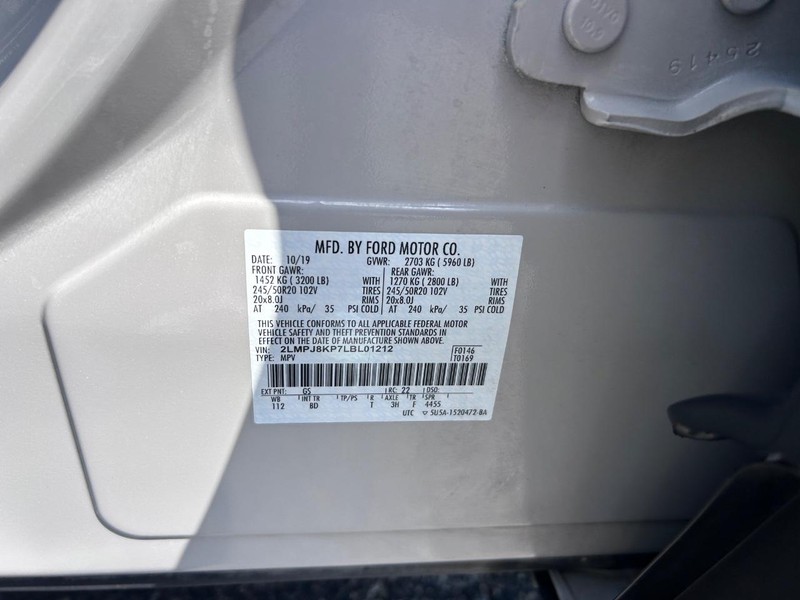 25419
MFD. BY FORD MOTOR CO.
DATE: 10/19 GVWR: 2703 KG ( 5960 LB)
FRONT GAWR: REAR GAWR:
1452 KG ( 3200 LB) WITH 1270 KG ( 2800 LB) WITH
245/50R20 102V TIRES 245/50R20 102V TIRES
20x8.0J RIMS 20x8.0J RIMS
AT 240 kPa/ 35 PSI COLD AT 240 kPa/ 35 PSI COLD
THIS VEHICLE CONFORMS TO ALL APPLICABLE FEDERAL MOTOR
VEHICLE SAFETY AND THEFT PREVENTION STANDARDS IN
EFFECT ON THE DATE OF MANUFACTURE SHOWN ABOVE.
VIN: 2LMPJ8KP7LBL01212 F0146
TYPE: MPV T0169
EXT PNT: GS RC: 22 DSO:
WB INT TR TP/PS R AXLE TR SPR
112 BD T 3H F 4455
UTC 5U5A-1520472-BA